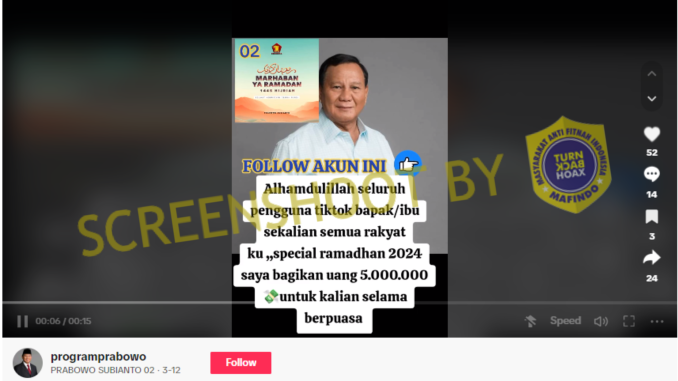 02
MARHABAN
YA RAMADAN
FOLLOW AKUN INI
Alhamdulillah seluruh
pengguna tiktok bapak/ibu
sekalian semua rakyat
ku ,,special ramadhan 2024
saya bagikan uang 5.000.000
💸untuk kalian selama
berpuasa
SCREENSHOOT BY
MASYARAKAT ANTI FITNAH INDONESIA
TURN
BACK
HOAX
MAFINDO
52
14
3
24
00:06 / 00:15
Speed
programprabowo
PRABOWO SUBIANTO 02 · 3-12
Follow